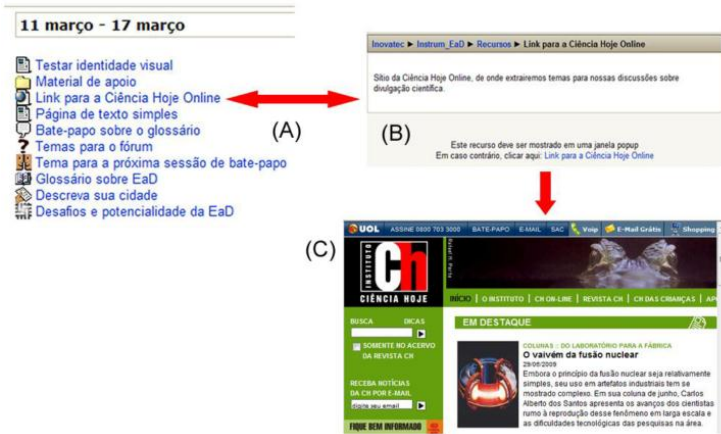 11 março - 17 março
Testar identidade visual
Material de apoio
Link para a Ciência Hoje Online
Página de texto simples
Bate-papo sobre o glossário
Temas para o fórum
Tema para a próxima sessão de bate-papo
Glossário sobre EaD
Descreva sua cidade
Desafios e potencialidade da EaD
(A)
Inovatec ► Instrum_EaD ► Recursos ► Link para a Ciência Hoje Online
Sítio da Ciência Hoje Online, de onde extrairemos temas para nossas discussões sobre
divulgação científica.
(B)
Este recurso deve ser mostrado em uma janela popup
Em caso contrário, clicar aqui: Link para a Ciência Hoje Online
(C)
UOL ASSINE 0800 703 3000 BATE-PAPO E-MAIL SAC Voip E-Mail Grátis Shopping
INSTITUTO
Ch
CIÊNCIA HOJE
INÍCIO | O INSTITUTO | CH ON-LINE | REVISTA CH | CH DAS CRIANÇAS |
BUSCA DICAS
SOMENTE NO ACERVO
DA REVISTA CH
RECEBA NOTÍCIAS
DA CH POR E-MAIL
digite seu email
FIQUE BEM INFORMADO
EM DESTAQUE
COLUNAS :: DO LABORATÓRIO PARA A FÁBRICA
O vaivém da fusão nuclear
29/06/2009
Embora o princípio da fusão nuclear seja relativamente
simples, seu uso em artefatos industriais tem se
mostrado complexo. Em sua coluna de junho, Carlos
Alberto dos Santos apresenta os avanços dos cientistas
rumo à reprodução desse fenômeno em larga escala e
as dificuldades tecnológicas das pesquisas na área.